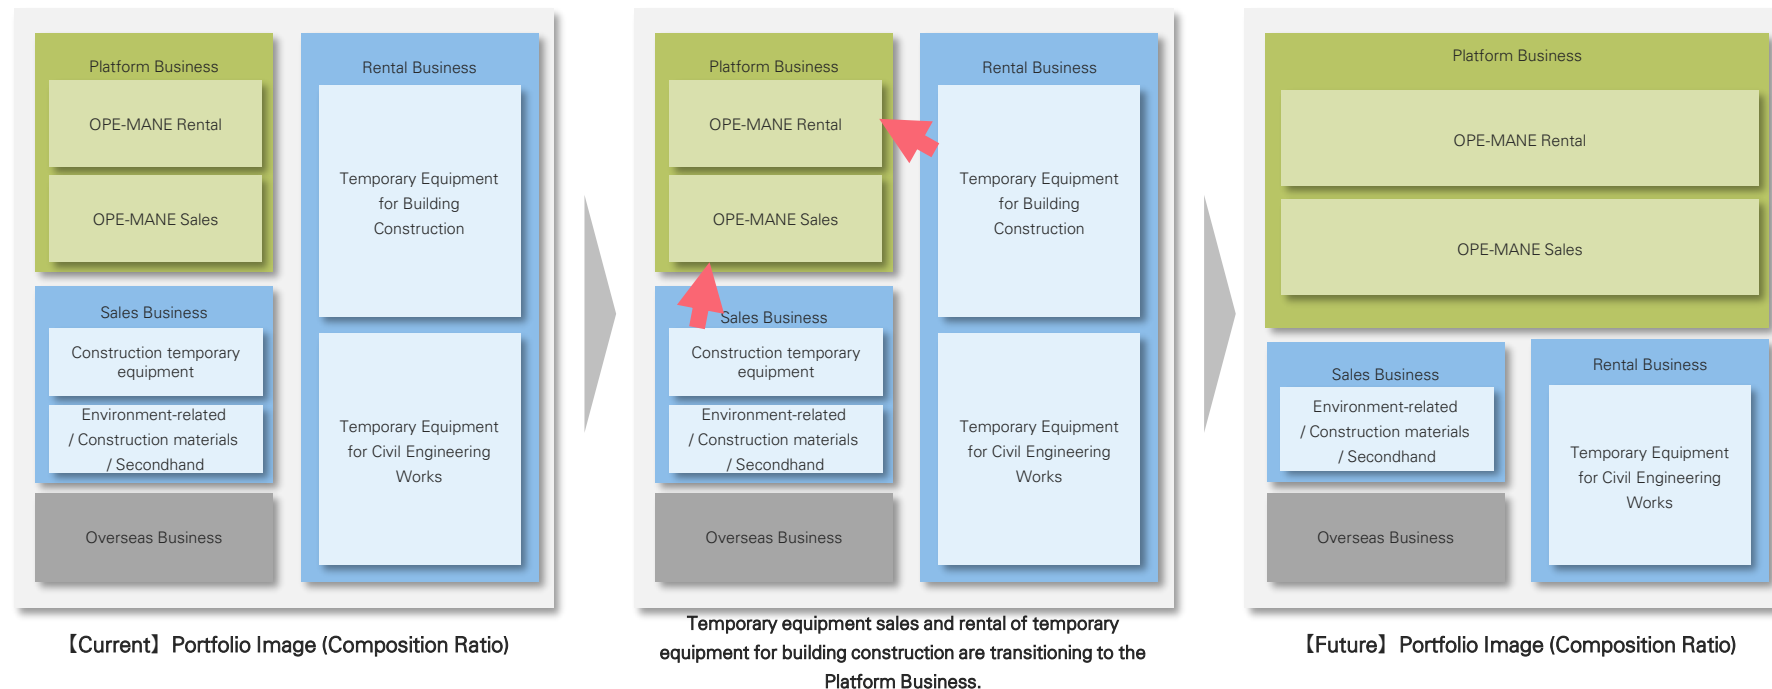 Platform Business
OPE-MANE Rental
OPE-MANE Sales
Sales Business
Construction temporary
equipment
Environment-related
/ Construction materials
/ Secondhand
Overseas Business
Rental Business
Temporary Equipment
for Building
Construction
Temporary Equipment
for Civil Engineering
Works
【Current】Portfolio Image (Composition Ratio)
Platform Business
OPE-MANE Rental
OPE-MANE Sales
Sales Business
Construction temporary
equipment
Environment-related
/ Construction materials
/ Secondhand
Overseas Business
Rental Business
Temporary Equipment
for Building
Construction
Temporary Equipment
for Civil Engineering
Works
Temporary equipment sales and rental of temporary
equipment for building construction are transitioning to the
Platform Business.
Platform Business
OPE-MANE Rental
OPE-MANE Sales
Sales Business
Environment-related
/ Construction materials
/ Secondhand
Overseas Business
Rental Business
Temporary Equipment
for Civil Engineering
Works
【Future】Portfolio Image (Composition Ratio)